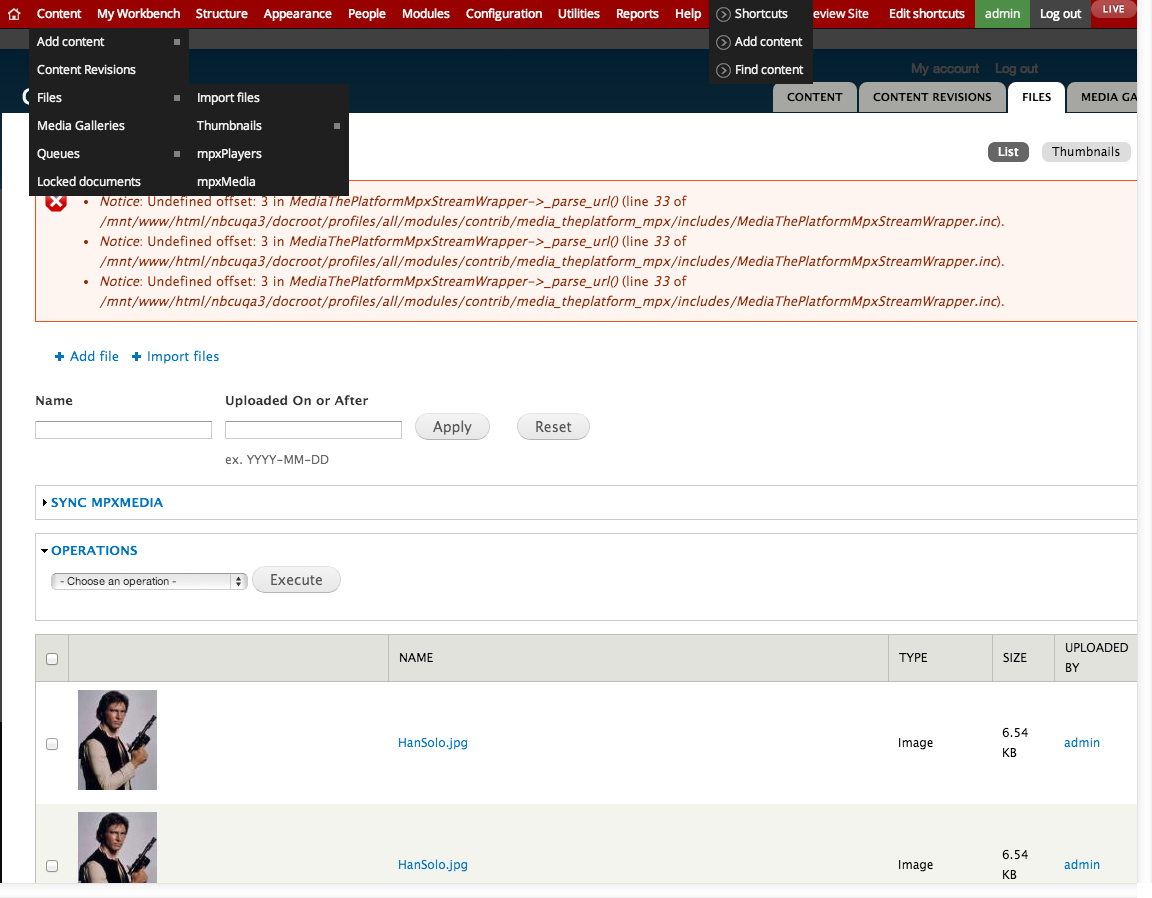 Content My Workbench Structure Appearance People Modules Configuration Utilities Reports Help Shortcuts eview Site Edit shortcuts admin Log out LIVE
Add content
Add content
Content Revisions
Find content
My account Log out
Files
Import files
CONTENT CONTENT REVISIONS FILES MEDIA GA
Media Galleries
Thumbnails
Queues
mpxPlayers
List Thumbnails
Locked documents
mpxMedia
• Notice: Undefined offset: 3 in MediaThePlatformMpxStreamWrapper->_parse_url() (line 33 of
/mnt/www/html/nbcuqa3/docroot/profiles/all/modules/contrib/media_theplatform_mpx/includes/MediaThePlatformMpxStreamWrapper.inc).
• Notice: Undefined offset: 3 in MediaThePlatformMpxStreamWrapper->_parse_url() (line 33 of
/mnt/www/html/nbcuqa3/docroot/profiles/all/modules/contrib/media_theplatform_mpx/includes/MediaThePlatformMpxStreamWrapper.inc).
• Notice: Undefined offset: 3 in MediaThePlatformMpxStreamWrapper->_parse_url() (line 33 of
/mnt/www/html/nbcuqa3/docroot/profiles/all/modules/contrib/media_theplatform_mpx/includes/MediaThePlatformMpxStreamWrapper.inc).
+ Add file + Import files
Name Uploaded On or After
Apply Reset
ex. YYYY-MM-DD
SYNC MPXMEDIA
OPERATIONS
- Choose an operation - Execute
NAME TYPE SIZE UPLOADED
BY
HanSolo.jpg Image 6.54
KB admin
HanSolo.jpg Image 6.54
KB admin